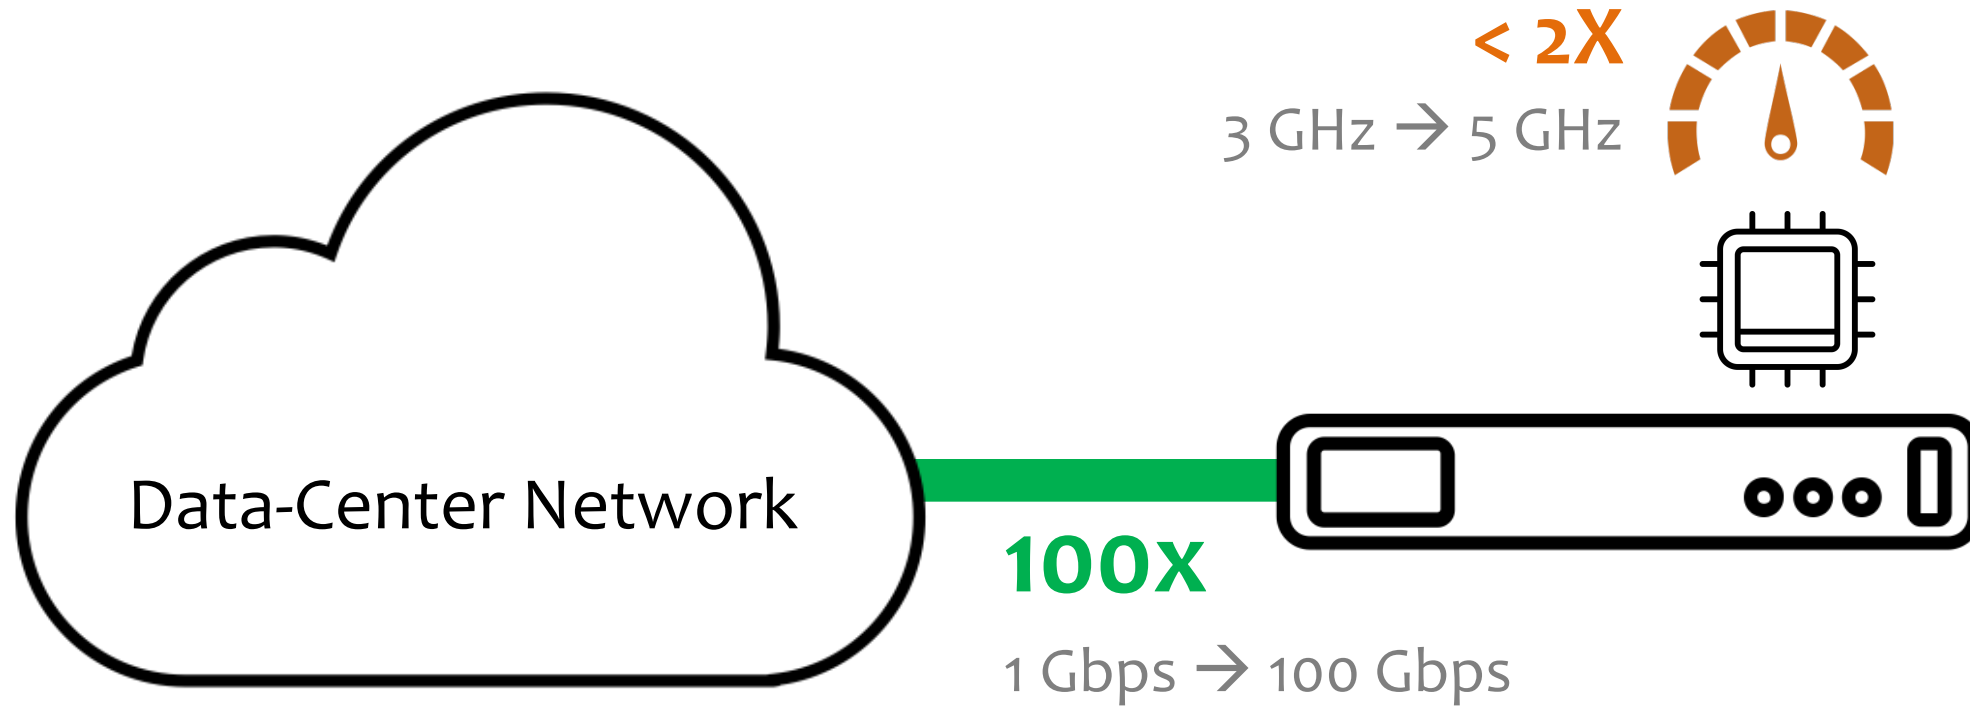 < 2X
3 GHz → 5 GHz
Data-Center Network
100x
1 Gbps → 100 Gbps